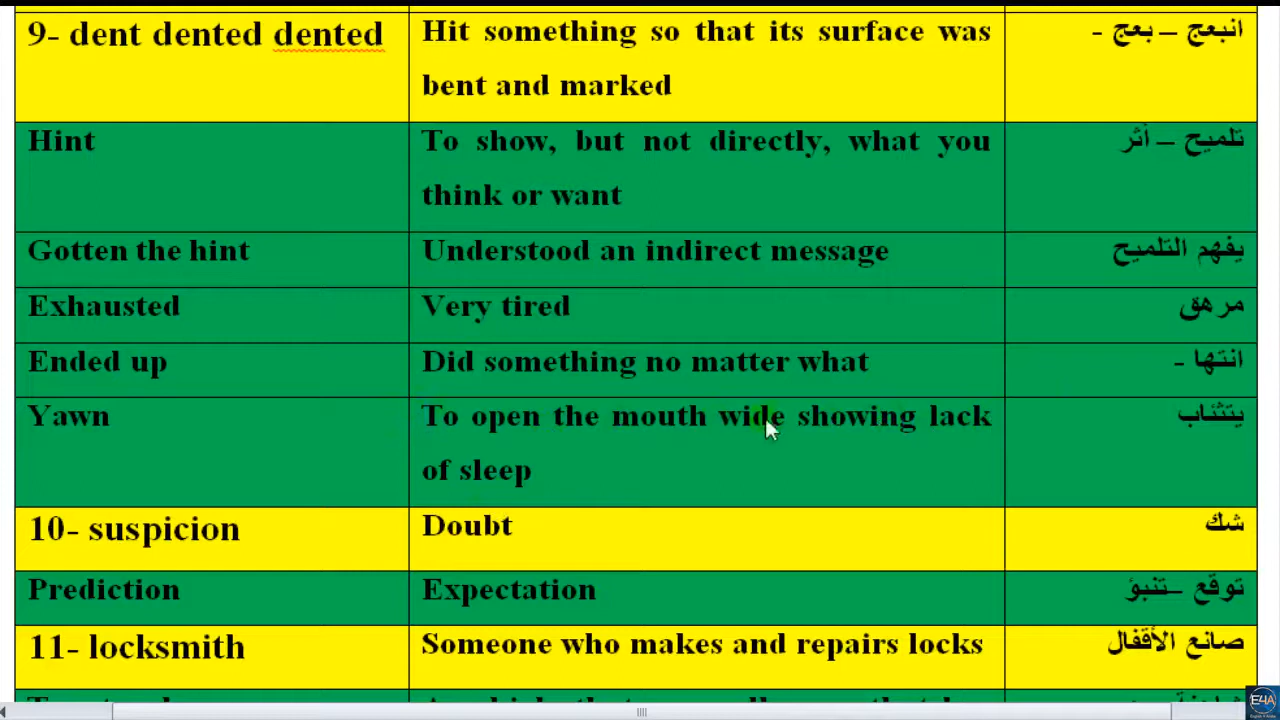 9- dent dented dented
Hit something so that its surface was
bent and marked
انبعج – بعج -
Hint
To show, but not directly, what you
think or want
تلميح – أثر
Gotten the hint
Understood an indirect message
يفهم التلميح
Exhausted
Very tired
مرهق
Ended up
Did something no matter what
انتها -
Yawn
To open the mouth wide showing lack
of sleep
يتثئاب
10- suspicion
Doubt
شك
Prediction
Expectation
توقع –تنبؤ
11- locksmith
Someone who makes and repairs locks
صانع الأقفال
E4A